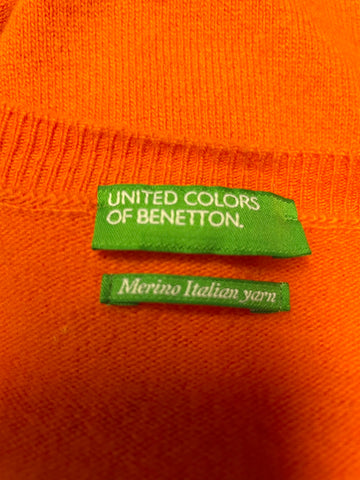 UNITED COLORS
OF BENETTON.
Merino Italian yarn